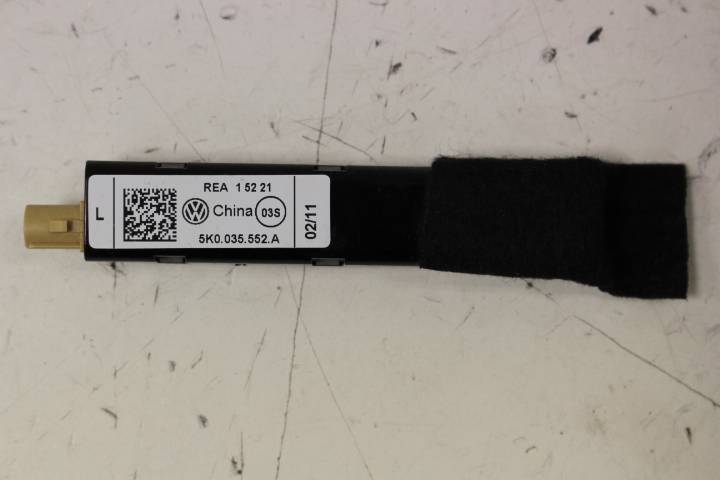 L
REA 1 52 21
China 03S
5K0.035.552.A
02/11